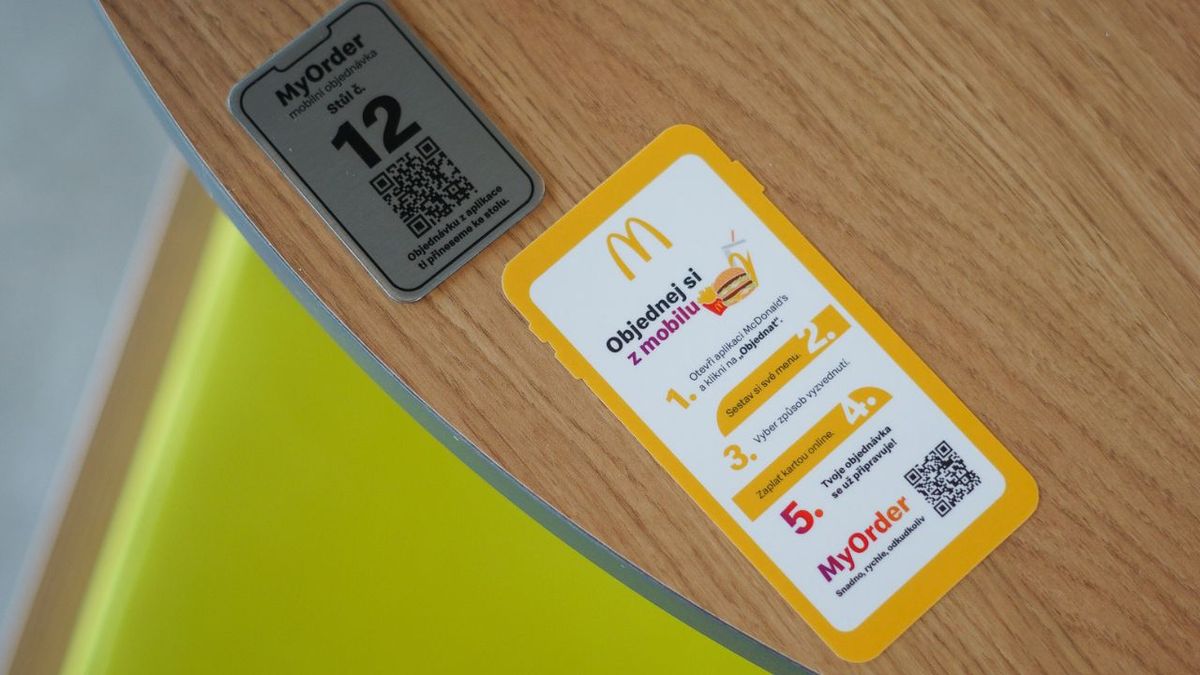 MyOrder
mobilní objednávka
Stůl č.
12
Objednávku z aplikace
ti přineseme ke stolu.
Objednej si
z mobilu
1. Otevři aplikaci McDonald's
a klikni na „Objednat“.
2.
Sestav si své menu.
3. Vyber způsob vyzvednutí.
4.
Zaplať kartou online.
5. Tvoje objednávka
se už připravuje!
MyOrder
Snadno, rychle, odkudkoliv